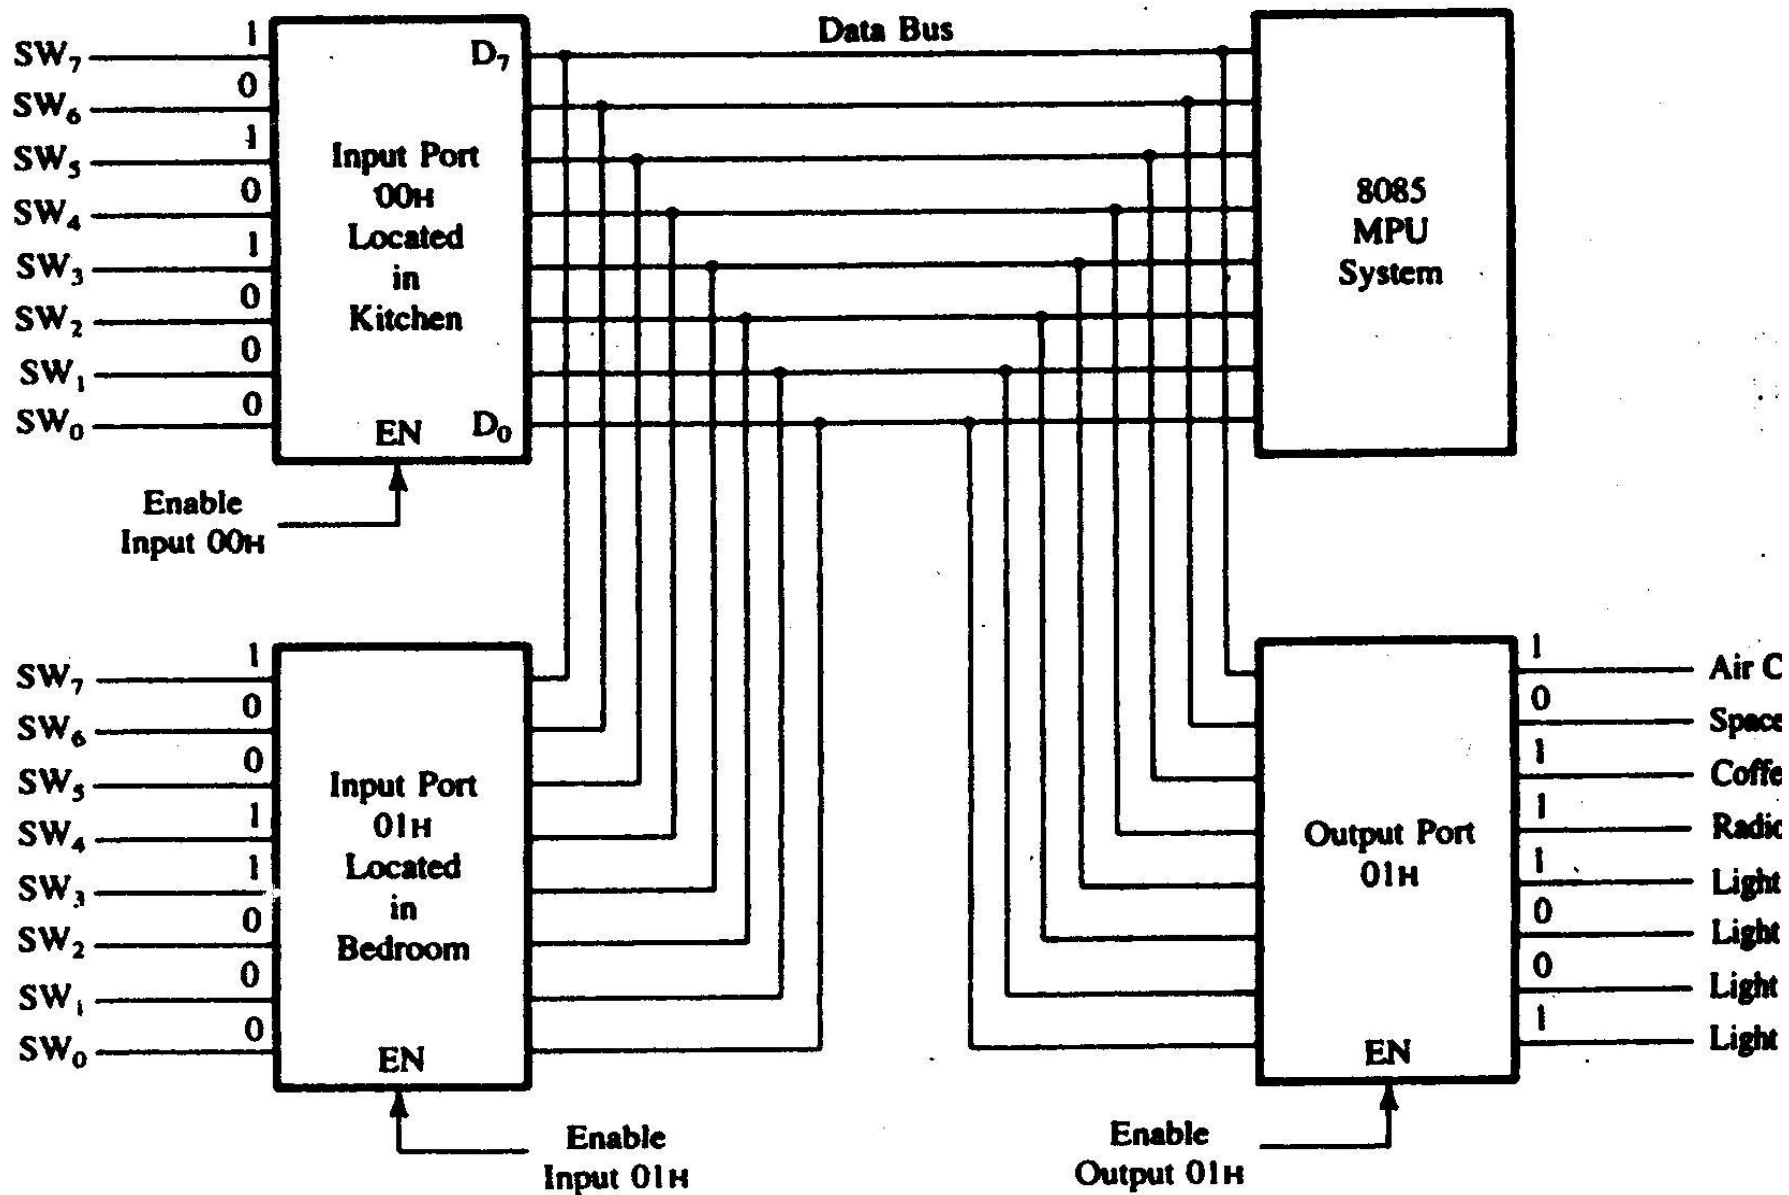 Data Bus
SW7 1
SW6 0
SW5 1
SW4 0
SW3 1
SW2 0
SW1 0
SW0 0
D7
Input Port
00H
Located
in
Kitchen
EN D0
Enable
Input 00H
8085
MPU
System
SW7 1
SW6 0
SW5 0
SW4 1
SW3 1
SW2 0
SW1 0
SW0 0
Input Port
01H
Located
in
Bedroom
EN
Enable
Input 01H
Output Port
01H
EN
Enable
Output 01H
1 Air C
0 Space
1 Coffe
1 Radio
1 Light
0 Light
0 Light
1 Light